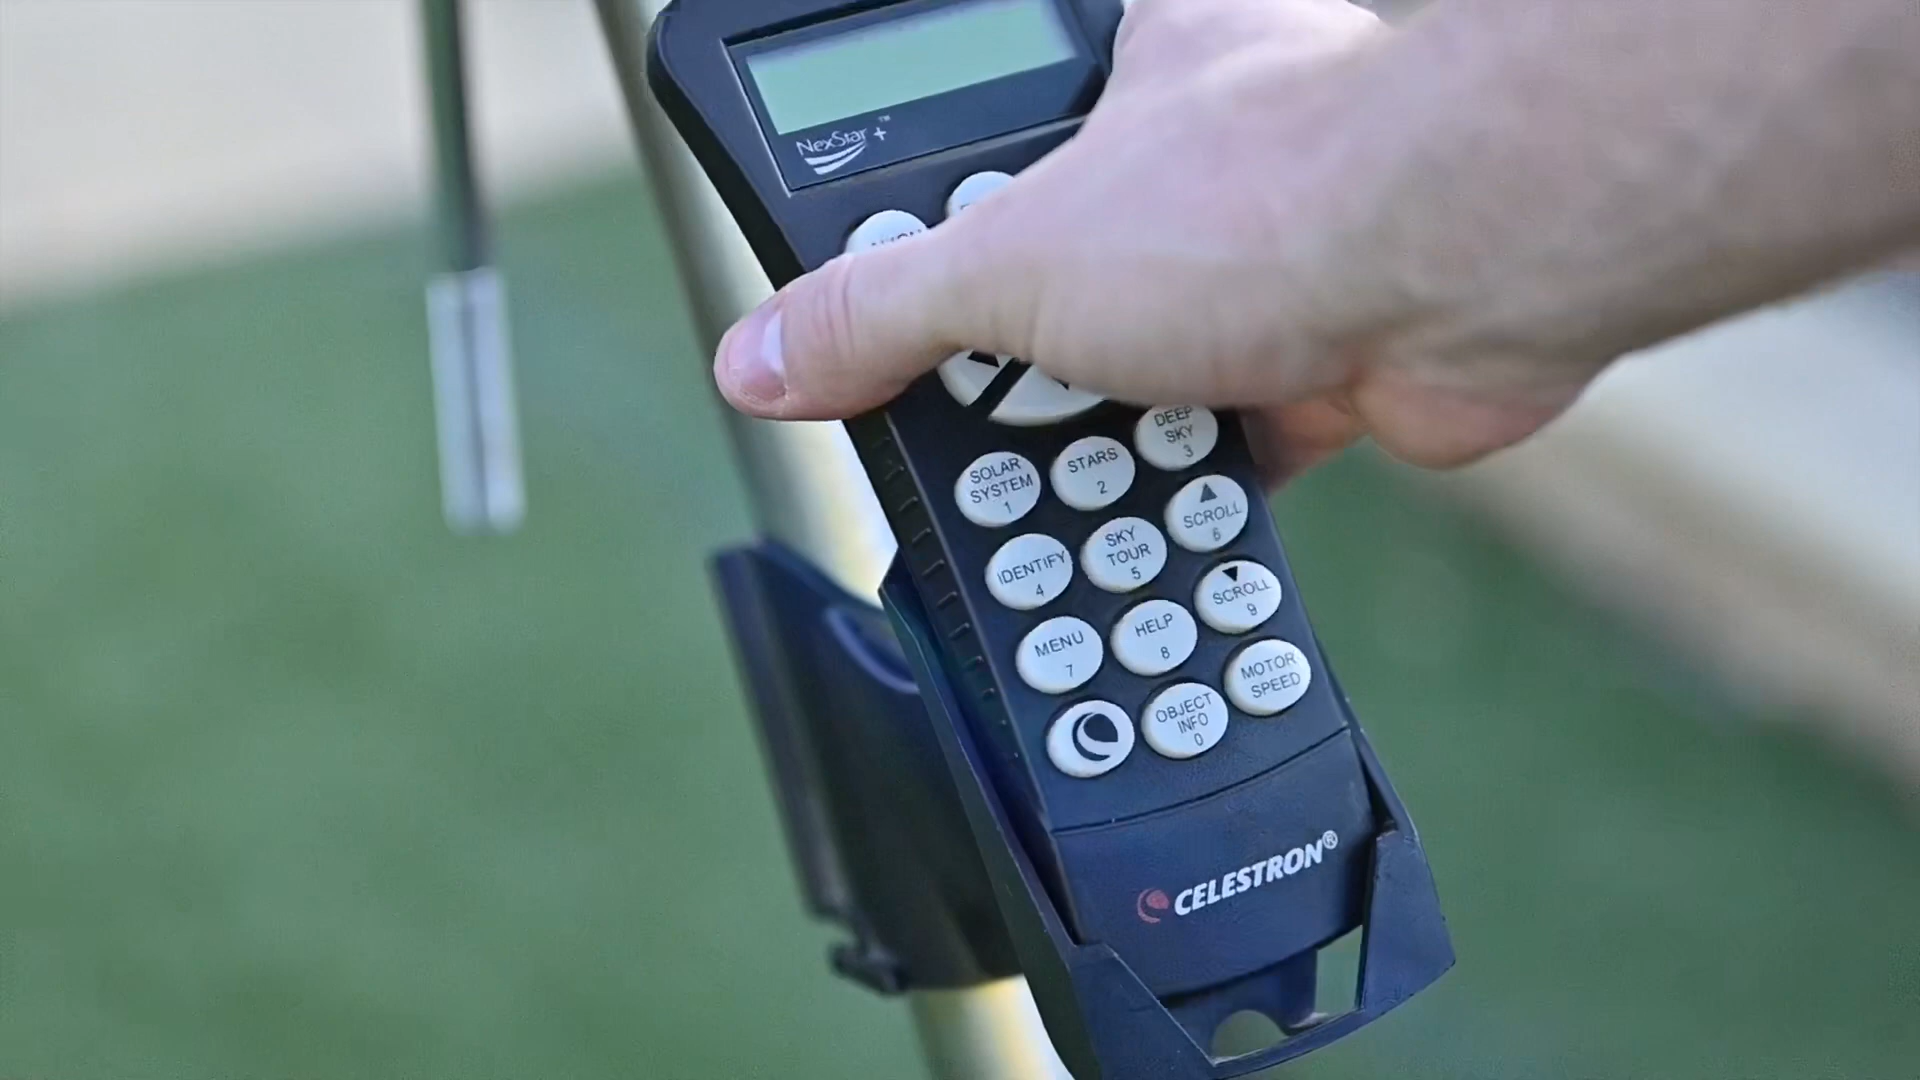 NexStar+™
SOLAR
SYSTEM
1
STARS
2
DEEP
SKY
3
IDENTIFY
4
SKY
TOUR
5
▲
SCROLL
6
MENU
7
HELP
8
▼
SCROLL
9
OBJECT
INFO
0
MOTOR
SPEED
CELESTRON®